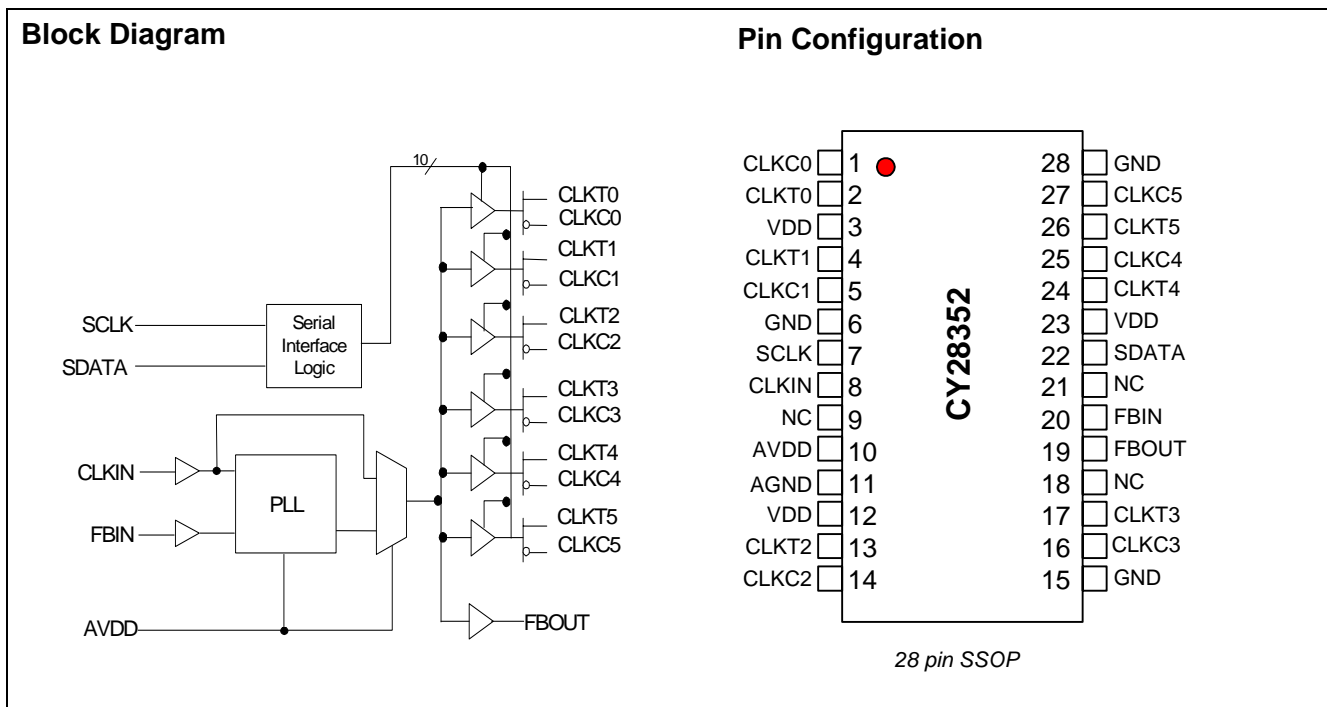 Block Diagram
10
CLKT0
CLKC0
CLKT1
CLKC1
SCLK
SDATA
Serial
Interface
Logic
CLKT2
CLKC2
CLKT3
CLKC3
CLKIN
FBIN
PLL
CLKT4
CLKC4
CLKT5
CLKC5
AVDD
FBOUT
Pin Configuration
CLKC0 1
CLKT0 2
VDD 3
CLKT1 4
CLKC1 5
GND 6
SCLK 7
CLKIN 8
NC 9
AVDD 10
AGND 11
VDD 12
CLKT2 13
CLKC2 14
CY28352
28 GND
27 CLKC5
26 CLKT5
25 CLKC4
24 CLKT4
23 VDD
22 SDATA
21 NC
20 FBIN
19 FBOUT
18 NC
17 CLKT3
16 CLKC3
15 GND
28 pin SSOP